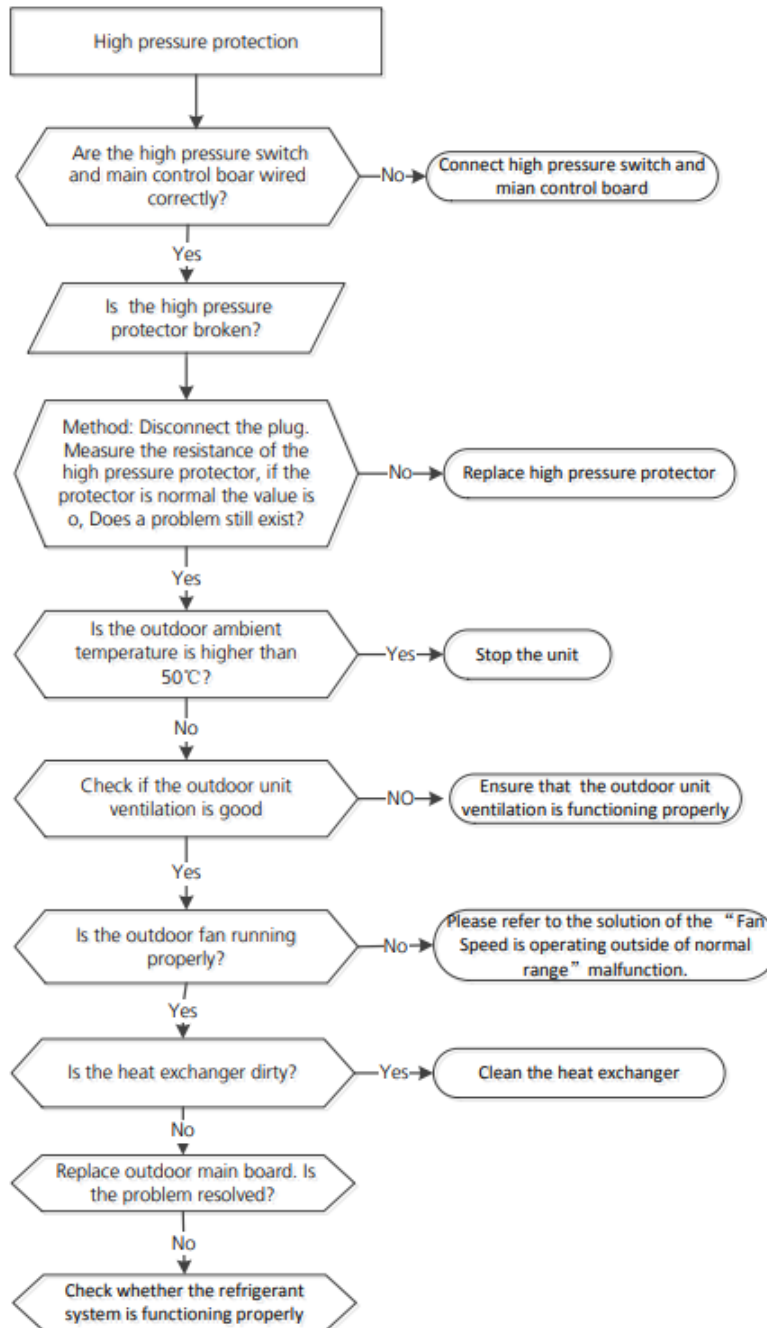 High pressure protection
Are the high pressure switch
and main control boar wired
correctly?
No
Connect high pressure switch and
mian control board
Yes
Is the high pressure
protector broken?
Method: Disconnect the plug.
Measure the resistance of the
high pressure protector, if the
protector is normal the value is
o, Does a problem still exist?
No
Replace high pressure protector
Yes
Is the outdoor ambient
temperature is higher than
50℃?
Yes
Stop the unit
No
Check if the outdoor unit
ventilation is good
NO
Ensure that the outdoor unit
ventilation is functioning properly
Yes
Is the outdoor fan running
properly?
No
Please refer to the solution of the “Fan
Speed is operating outside of normal
range” malfunction.
Yes
Is the heat exchanger dirty?
Yes
Clean the heat exchanger
No
Replace outdoor main board. Is
the problem resolved?
No
Check whether the refrigerant
system is functioning properly